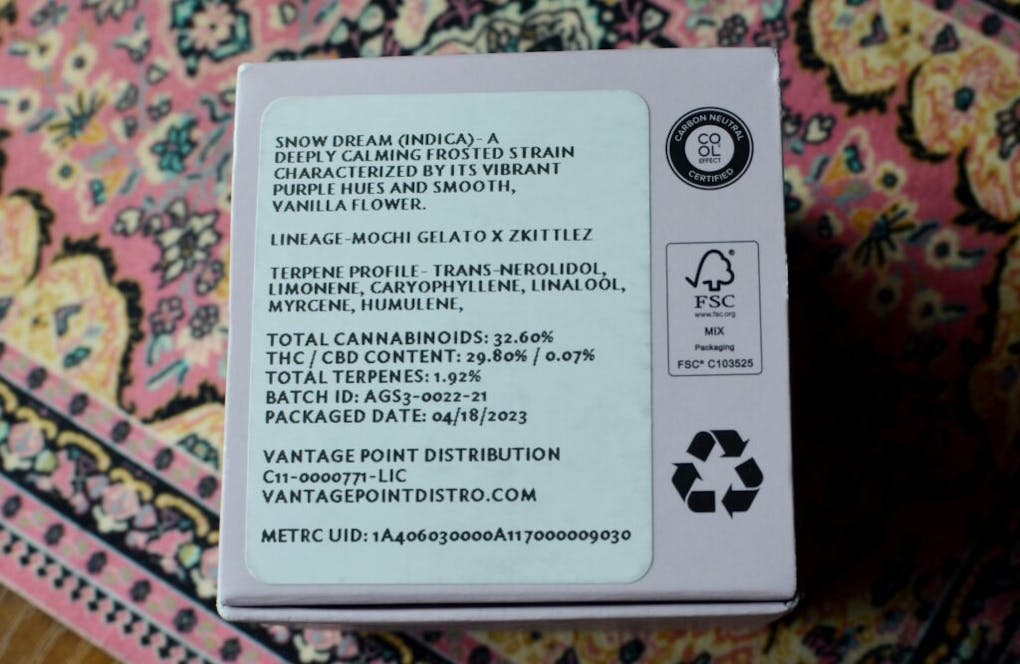 SNOW DREAM (INDICA)- A
DEEPLY CALMING FROSTED STRAIN
CHARACTERIZED BY ITS VIBRANT
PURPLE HUES AND SMOOTH,
VANILLA FLOWER.
LINEAGE-MOCHI GELATO X ZKITTLEZ
TERPENE PROFILE- TRANS-NEROLIDOL,
LIMONENE, CARYOPHYLLENE, LINALOOL,
MYRCENE, HUMULENE,
TOTAL CANNABINOIDS: 32.60%
THC / CBD CONTENT: 29.80% / 0.07%
TOTAL TERPENES: 1.92%
BATCH ID: AGS3-0022-21
PACKAGED DATE: 04/18/2023
VANTAGE POINT DISTRIBUTION
C11-0000771-LIC
VANTAGEPOINTDISTRO.COM
METRC UID: 1A406030000A117000009030
CARBON NEUTRAL
CO
OL
EFFECT
CERTIFIED
FSC
www.fsc.org
MIX
Packaging
FSC® C103525